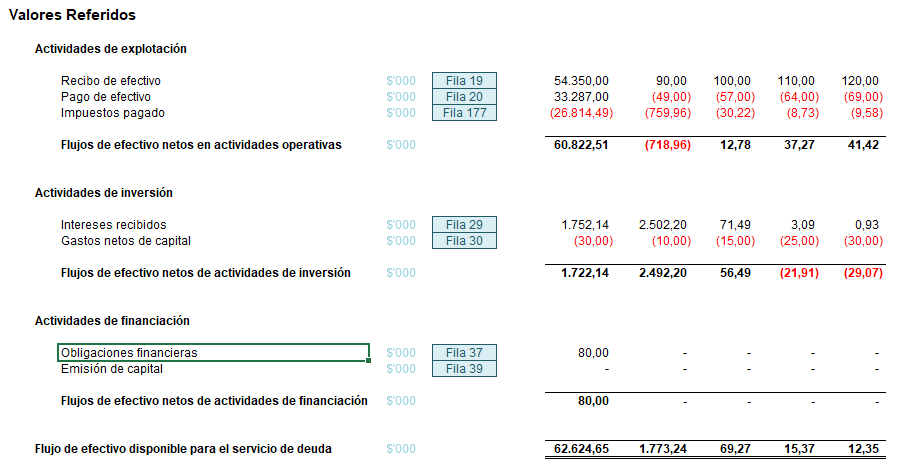 Valores Referidos
Actividades de explotación
Recibo de efectivo $'000 Fila 19 54.350,00 90,00 100,00 110,00 120,00
Pago de efectivo $'000 Fila 20 33.287,00 (49,00) (57,00) (64,00) (69,00)
Impuestos pagado $'000 Fila 177 (26.814,49) (759,96) (30,22) (8,73) (9,58)
Flujos de efectivo netos en actividades operativas $'000 60.822,51 (718,96) 12,78 37,27 41,42
Actividades de inversión
Intereses recibidos $'000 Fila 29 1.752,14 2.502,20 71,49 3,09 0,93
Gastos netos de capital $'000 Fila 30 (30,00) (10,00) (15,00) (25,00) (30,00)
Flujos de efectivo netos de actividades de inversión $'000 1.722,14 2.492,20 56,49 (21,91) (29,07)
Actividades de financiación
Obligaciones financieras $'000 Fila 37 80,00 - - - -
Emisión de capital $'000 Fila 39 - - - - -
Flujos de efectivo netos de actividades de financiación $'000 80,00 - - - -
Flujo de efectivo disponible para el servicio de deuda $'000 62.624,65 1.773,24 69,27 15,37 12,35